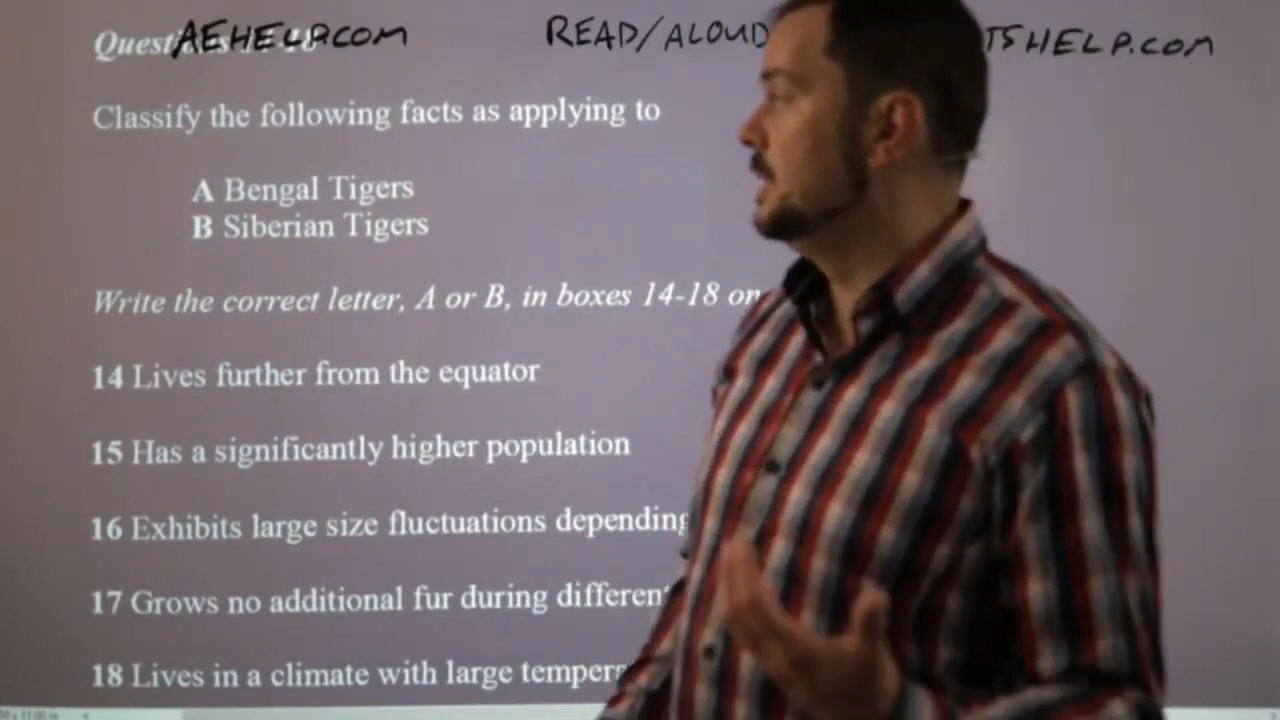 Questi
AEHELP.COM READ/ALOUD TSHELP.COM
Classify the following facts as applying to
A Bengal Tigers
B Siberian Tigers
Write the correct letter, A or B, in boxes 14-18 on
14 Lives further from the equator
15 Has a significantly higher population
16 Exhibits large size fluctuations depending
17 Grows no additional fur during different
18 Lives in a climate with large tempera